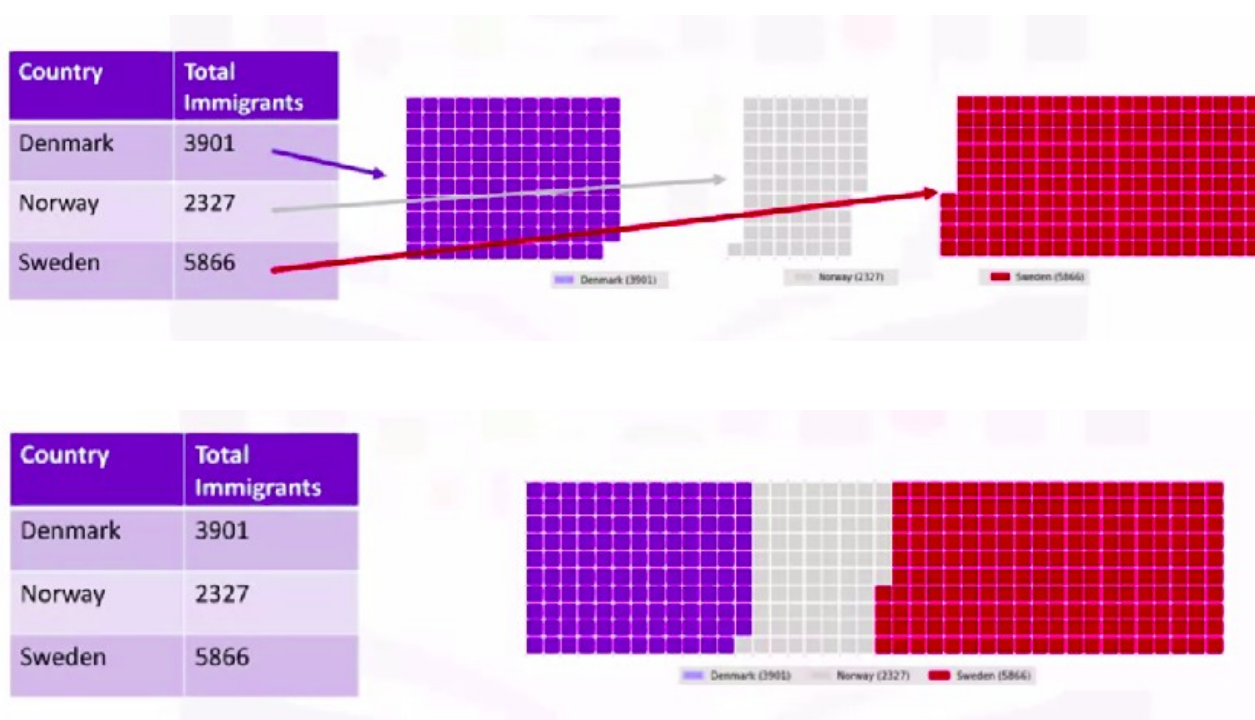 Country Total
Immigrants
Denmark 3901
Norway 2327
Sweden 5866
Denmark (3901)
Norway (2327)
Sweden (5866)
Country Total
Immigrants
Denmark 3901
Norway 2327
Sweden 5866
Denmark (3901) Norway (2327) Sweden (5866)